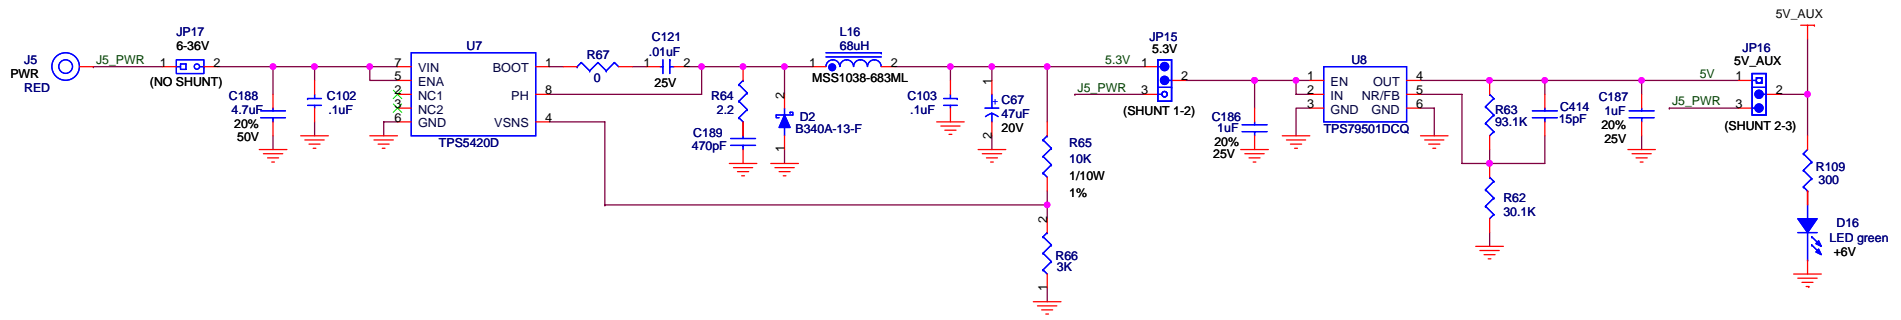 J5
PWR
RED
J5_PWR
JP17
6-36V
1
2
(NO SHUNT)
C188
4.7uF
20%
50V
C102
.1uF
U7
7
VIN
5
ENA
2
NC1
3
NC2
6
GND
BOOT
1
PH
8
VSNS
4
TPS5420D
R67
0
C121
.01uF
1
2
25V
R64
2.2
C189
470pF
2
D2
B340A-13-F
1
L16
68uH
1
2
MSS1038-683ML
C103
.1uF
1
+
C67
47uF
20V
2
R65
10K
1/10W
1%
2
R66
3K
1
5.3V
J5_PWR
JP15
5.3V
1
2
3
(SHUNT 1-2)
C186
1uF
20%
25V
U8
1
EN
2
IN
3
GND
OUT
4
NR/FB
5
GND
6
TPS79501DCQ
R63
93.1K
C414
15pF
R62
30.1K
C187
1uF
20%
25V
5V
J5_PWR
JP16
5V_AUX
1
2
3
(SHUNT 2-3)
5V_AUX
R109
300
D16
LED green
+6V